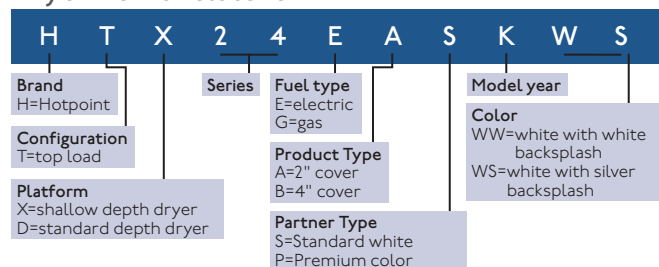 H T X 2 4 E A S K W S
Brand
H=Hotpoint
Configuration
T=top load
Platform
X=shallow depth dryer
D=standard depth dryer
Series
Fuel type
E=electric
G=gas
Product Type
A=2" cover
B=4" cover
Partner Type
S=Standard white
P=Premium color
Model year
Color
WW=white with white
backsplash
WS=white with silver
backsplash